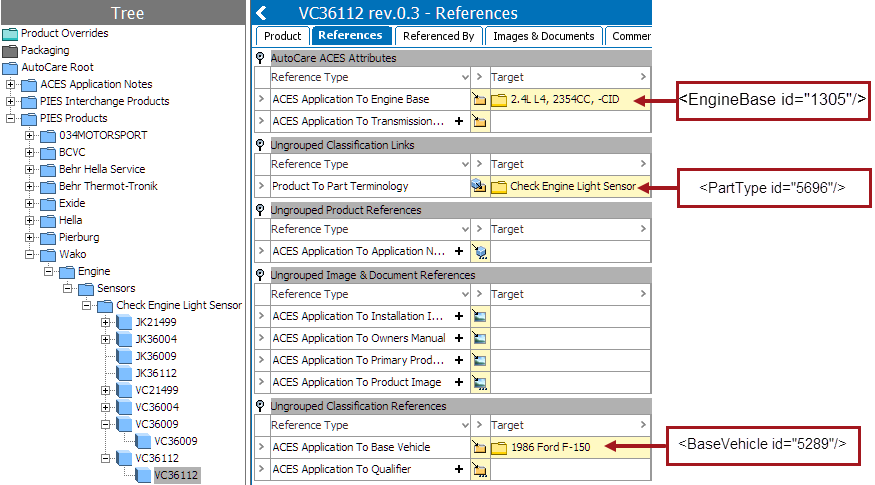 Tree
Product Overrides
Packaging
AutoCare Root
ACES Application Notes
PIES Interchange Products
PIES Products
034MOTORSPORT
BCVC
Behr Hella Service
Behr Thermot-Tronik
Exide
Hella
Pierburg
Wako
Engine
Sensors
Check Engine Light Sensor
JK21499
JK36004
JK36009
JK36112
VC21499
VC36004
VC36009
VC36009
VC36112
VC36112
VC36112 rev.0.3 - References
Product References Referenced By Images & Documents Commer
AutoCare ACES Attributes
Reference Type > Target >
ACES Application To Engine Base 2.4L L4, 2354CC, -CID
ACES Application To Transmission... +
Ungrouped Classification Links
Reference Type > Target >
Product To Part Terminology Check Engine Light Sensor
Ungrouped Product References
Reference Type > Target >
ACES Application To Application N... +
Ungrouped Image & Document References
Reference Type > Target >
ACES Application To Installation I... +
ACES Application To Owners Manual +
ACES Application To Primary Prod... +
ACES Application To Product Image +
Ungrouped Classification References
Reference Type > Target >
ACES Application To Base Vehicle 1986 Ford F-150
ACES Application To Qualifier +
<EngineBase id="1305"/>
<PartType id="5696"/>
<BaseVehicle id="5289"/>